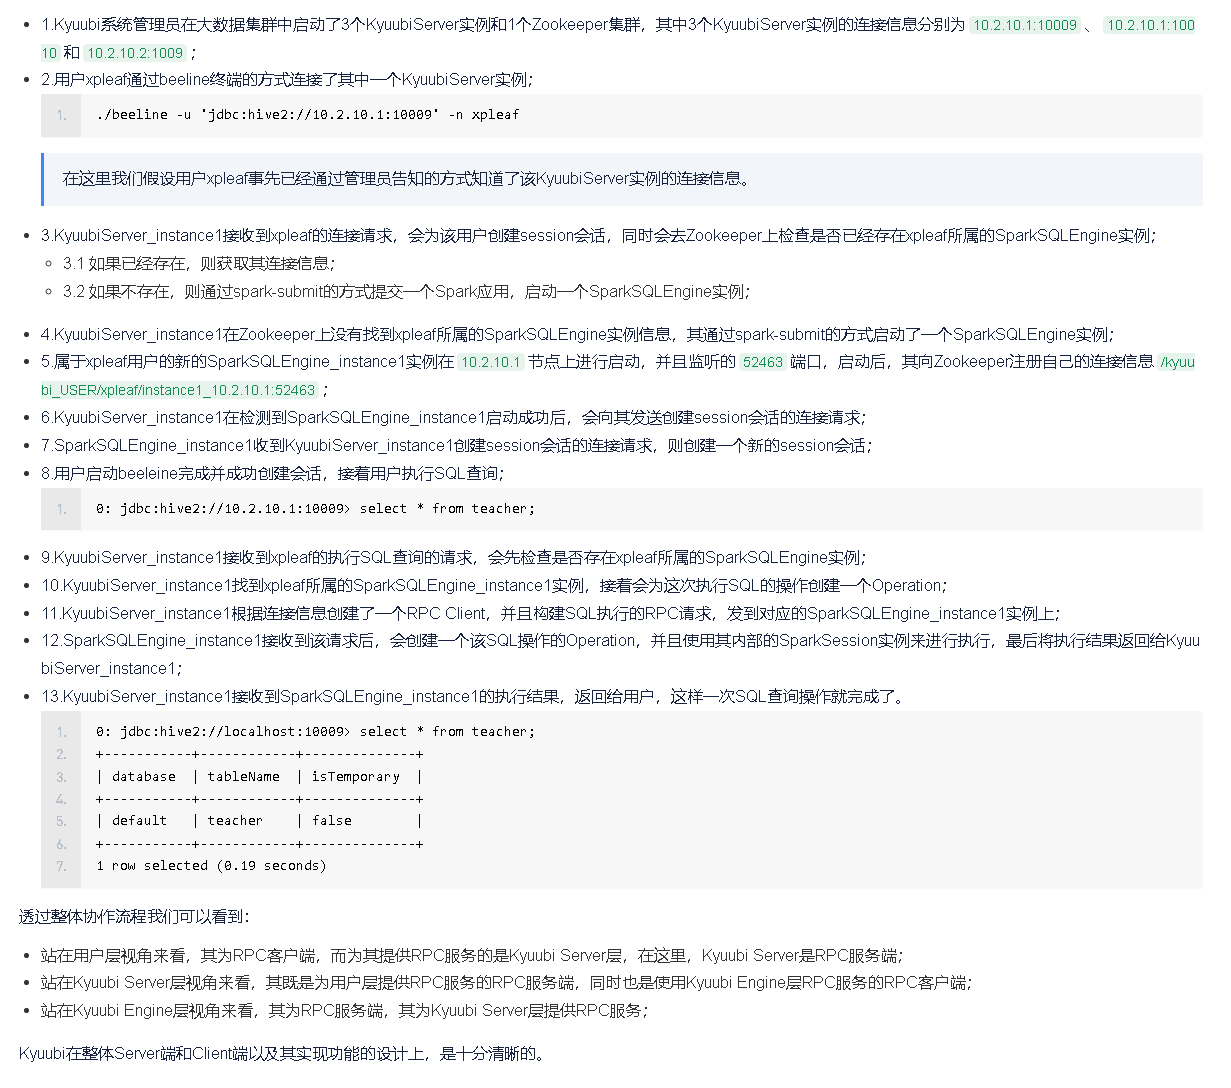 1.Kyuubi系统管理员在大数据集群中启动了3个KyuubiServer实例和1个Zookeeper集群，其中3个KyuubiServer实例的连接信息分别为 10.2.10.1:10009 、 10.2.10.1:100
10 和 10.2.10.2:1009 ；
2.用户xpleaf通过beeline终端的方式连接了其中一个KyuubiServer实例；
1. ./beeline -u 'jdbc:hive2://10.2.10.1:10009' -n xpleaf
在这里我们假设用户xpleaf事先已经通过管理员告知的方式知道了该KyuubiServer实例的连接信息。
3.KyuubiServer_instance1接收到xpleaf的连接请求，会为该用户创建session会话，同时会去Zookeeper上检查是否已经存在xpleaf所属的SparkSQLEngine实例；
3.1 如果已经存在，则获取其连接信息；
3.2 如果不存在，则通过spark-submit的方式提交一个Spark应用，启动一个SparkSQLEngine实例；
4.KyuubiServer_instance1在Zookeeper上没有找到xpleaf所属的SparkSQLEngine实例信息，其通过spark-submit的方式启动了一个SparkSQLEngine实例；
5.属于xpleaf用户的新的SparkSQLEngine_instance1实例在 10.2.10.1 节点上进行启动，并且监听的 52463 端口，启动后，其向Zookeeper注册自己的连接信息 /kyuu
bi_USER/xpleaf/instance1_10.2.10.1:52463 ；
6.KyuubiServer_instance1在检测到SparkSQLEngine_instance1启动成功后，会向其发送创建session会话的连接请求；
7.SparkSQLEngine_instance1收到KyuubiServer_instance1创建session会话的连接请求，则创建一个新的session会话；
8.用户启动beeleine完成并成功创建会话，接着用户执行SQL查询；
1. 0: jdbc:hive2://10.2.10.1:10009> select * from teacher;
9.KyuubiServer_instance1接收到xpleaf的执行SQL查询的请求，会先检查是否存在xpleaf所属的SparkSQLEngine实例；
10.KyuubiServer_instance1找到xpleaf所属的SparkSQLEngine_instance1实例，接着会为这次执行SQL的操作创建一个Operation；
11.KyuubiServer_instance1根据连接信息创建了一个RPC Client，并且构建SQL执行的RPC请求，发到对应的SparkSQLEngine_instance1实例上；
12.SparkSQLEngine_instance1接收到该请求后，会创建一个该SQL操作的Operation，并且使用其内部的SparkSession实例来进行执行，最后将执行结果返回给Kyuu
biServer_instance1；
13.KyuubiServer_instance1接收到SparkSQLEngine_instance1的执行结果，返回给用户，这样一次SQL查询操作就完成了。
1. 0: jdbc:hive2://localhost:10009> select * from teacher;
2. +-----------+------------+--------------+
3. | database  | tableName  | isTemporary  |
4. +-----------+------------+--------------+
5. | default   | teacher    | false        |
6. +-----------+------------+--------------+
7. 1 row selected (0.19 seconds)
透过整体协作流程我们可以看到：
站在用户层视角来看，其为RPC客户端，而为其提供RPC服务的是Kyuubi Server层，在这里，Kyuubi Server是RPC服务端；
站在Kyuubi Server层视角来看，其既是为用户层提供RPC服务的RPC服务端，同时也是使用Kyuubi Engine层RPC服务的RPC客户端；
站在Kyuubi Engine层视角来看，其为RPC服务端，其为Kyuubi Server层提供RPC服务；
Kyuubi在整体Server端和Client端以及其实现功能的设计上，是十分清晰的。